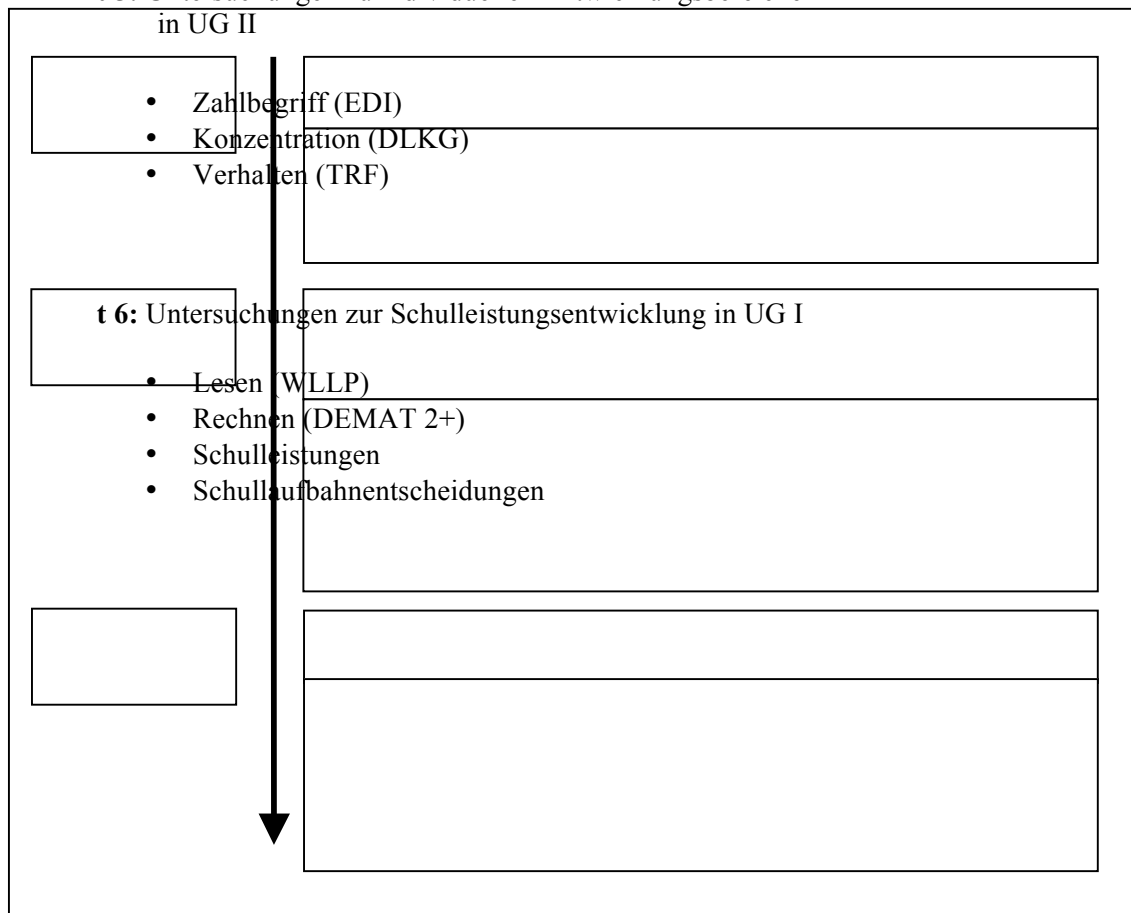 in UG II
• Zahlbegriff (EDI)
• Konzentration (DLKG)
• Verhalten (TRF)
t 6: Untersuchungen zur Schulleistungsentwicklung in UG I
• Lesen (WLLP)
• Rechnen (DEMAT 2+)
• Schulleistungen
• Schullaufbahnentscheidungen